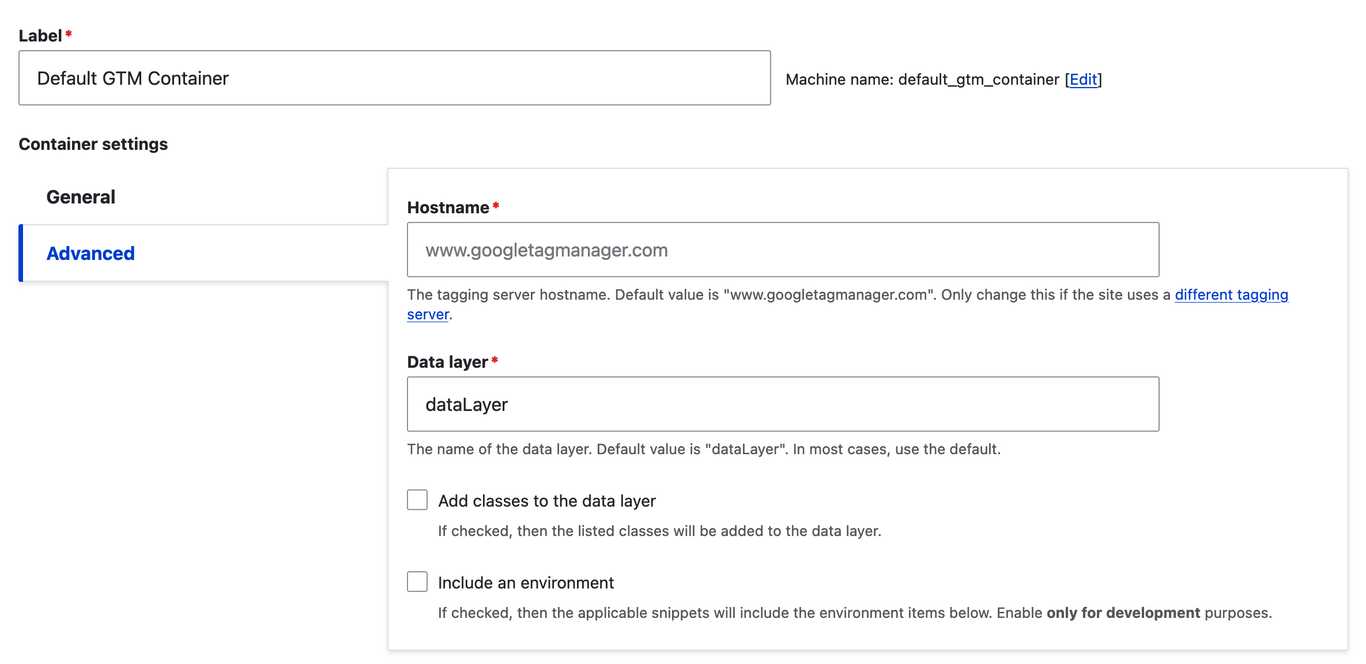 Label*
Default GTM Container
Machine name: default_gtm_container [Edit]
Container settings
General
Advanced
Hostname*
www.googletagmanager.com
The tagging server hostname. Default value is "www.googletagmanager.com". Only change this if the site uses a different tagging
server.
Data layer*
dataLayer
The name of the data layer. Default value is "dataLayer". In most cases, use the default.
Add classes to the data layer
If checked, then the listed classes will be added to the data layer.
Include an environment
If checked, then the applicable snippets will include the environment items below. Enable only for development purposes.